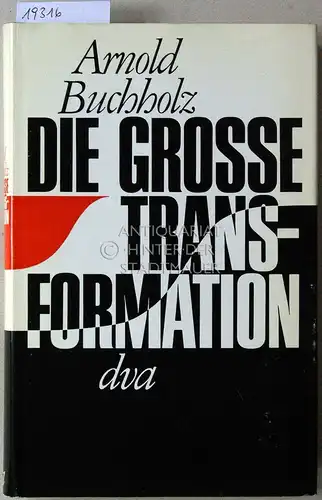 19316
Arnold
Buchholz
DIE GROSSE
TRANS-
FORMATION
dva
ANTIQUARIAT
© HINTER DER
STADTMAUER